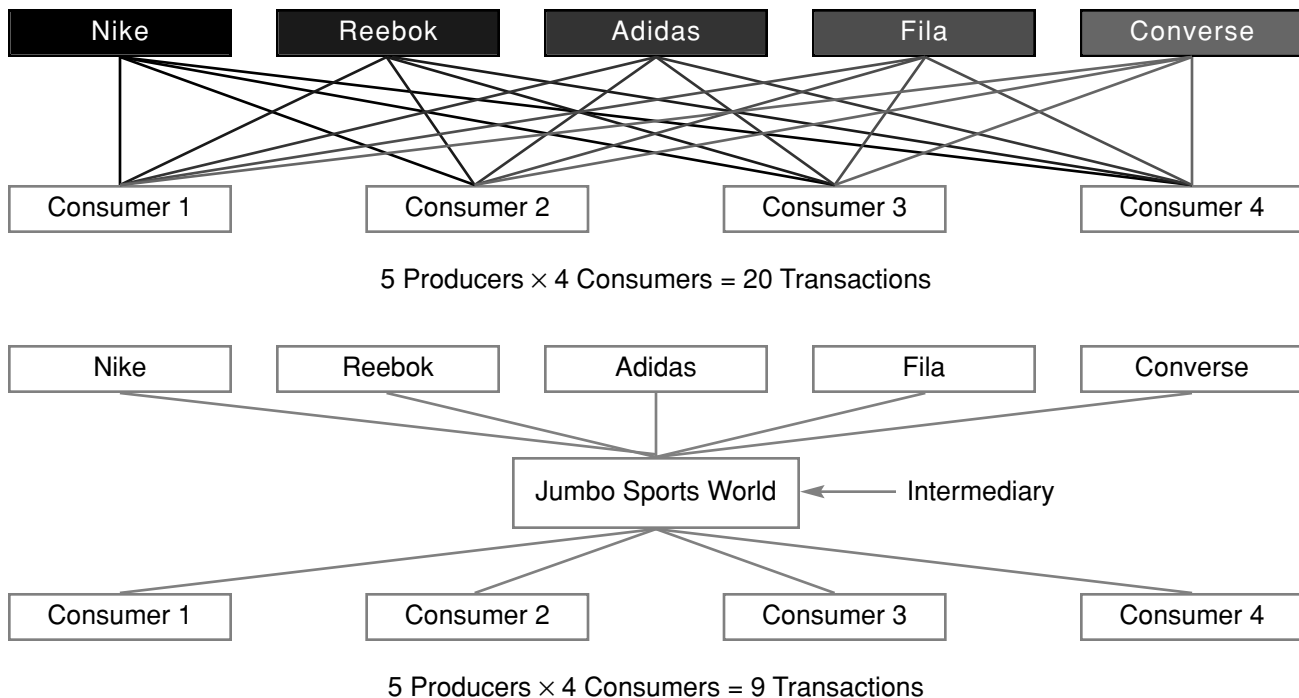 Nike Reebok Adidas Fila Converse
Consumer 1 Consumer 2 Consumer 3 Consumer 4
5 Producers × 4 Consumers = 20 Transactions
Nike Reebok Adidas Fila Converse
Jumbo Sports World Intermediary
Consumer 1 Consumer 2 Consumer 3 Consumer 4
5 Producers × 4 Consumers = 9 Transactions